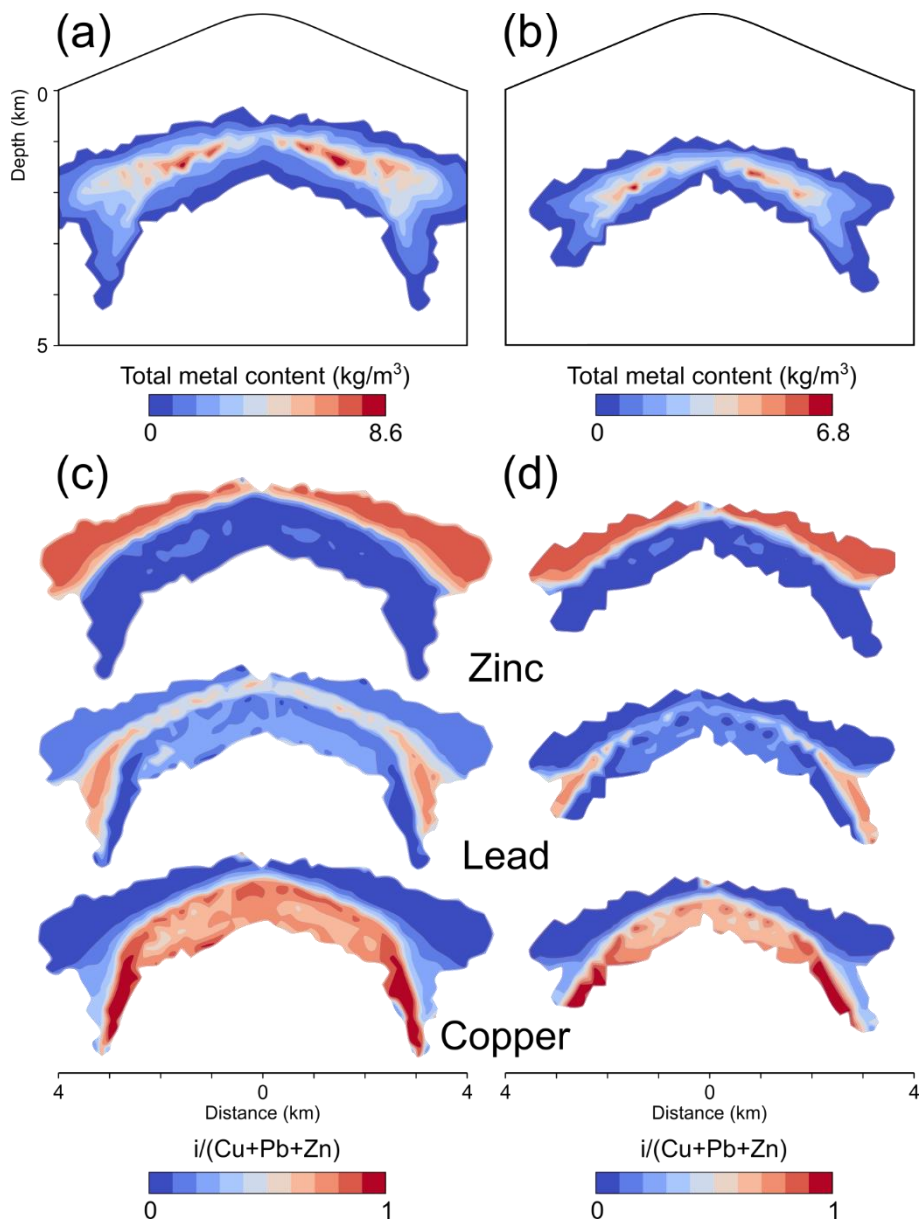 (a)
(b)
0
Depth (km)
5
Total metal content (kg/m³)
0 8.6
Total metal content (kg/m³)
0 6.8
(c)
(d)
Zinc
Lead
Copper
4 0 4
Distance (km)
4 0 4
Distance (km)
i/(Cu+Pb+Zn)
0 1
i/(Cu+Pb+Zn)
0 1